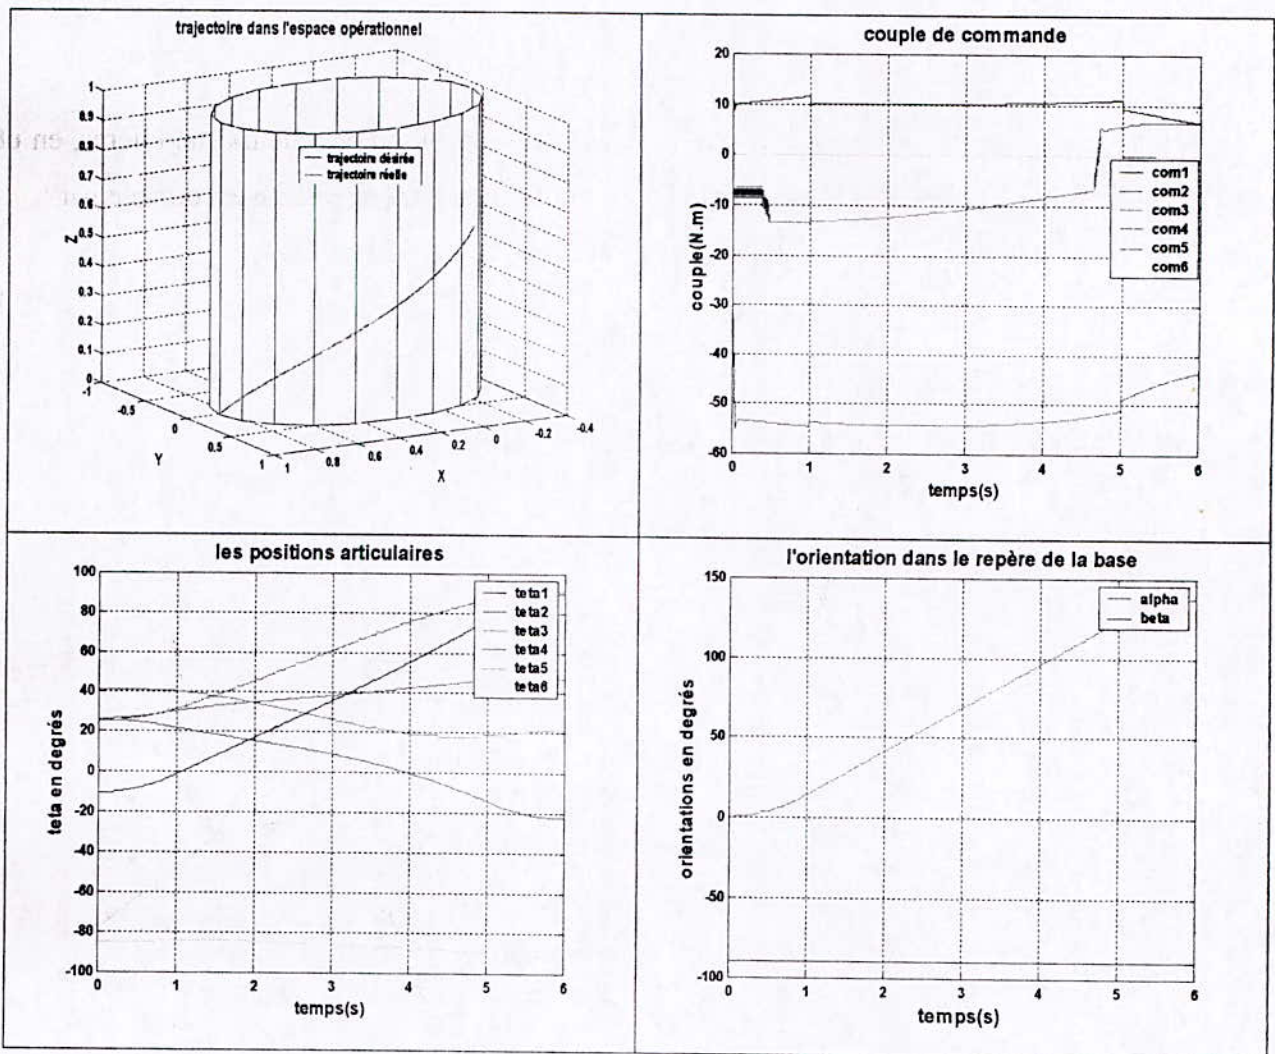 trajectoire dans l'espace opérationnel
1
0.9
0.8
0.7
0.6
0.5
0.4
0.3
0.2
0.1
0
Z
-1
-0.5
0
0.5
1
Y
1
0.8
0.6
0.4
0.2
0
-0.2
-0.4
X
trajectoire désirée
trajectoire réelle
couple de commande
20
10
0
-10
-20
-30
-40
-50
-60
couple(N.m)
com1
com2
com3
com4
com5
com6
0 1 2 3 4 5 6
temps(s)
les positions articulaires
100
80
60
40
20
0
-20
-40
-60
-80
-100
teta en degrés
teta1
teta2
teta3
teta4
teta5
teta6
0 1 2 3 4 5 6
temps(s)
l'orientation dans le repère de la base
150
100
50
0
-50
-100
orientations en degrés
alpha
beta
0 1 2 3 4 5 6
temps(s)